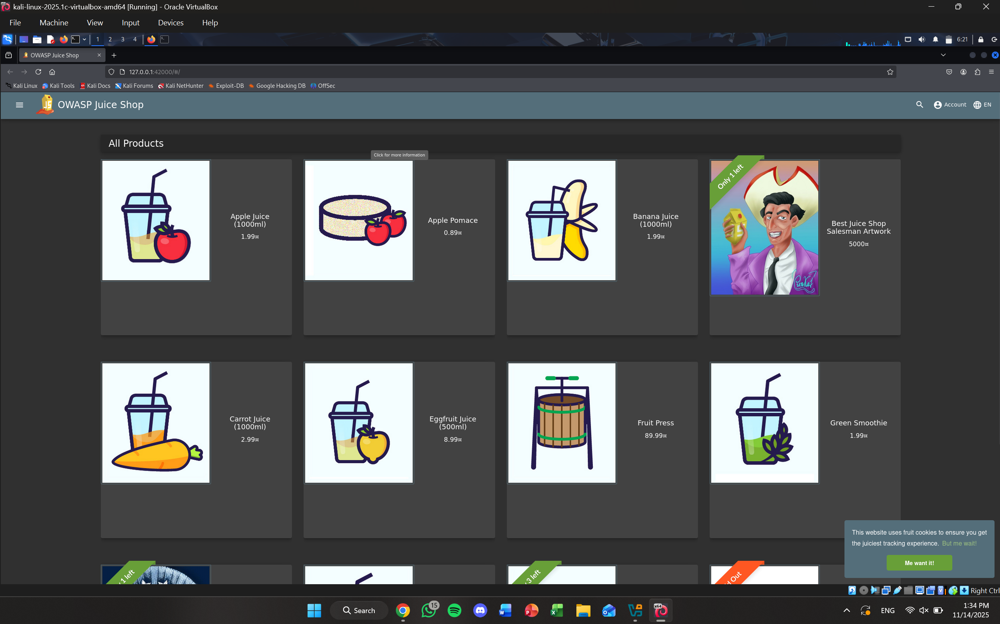 kali-linux-2025.1c-virtualbox-amd64 [Running] - Oracle VirtualBox
File Machine View Input Devices Help
1 2 3 4 6:21
OWASP Juice Shop
127.0.0.1:42000/#/
Kali Linux Kali Tools Kali Docs Kali Forums Kali NetHunter Exploit-DB Google Hacking DB OffSec
OWASP Juice Shop Account EN
All Products
Click for more information
Only 1 left
Apple Juice
(1000ml)
1.99¤
Apple Pomace
0.89¤
Banana Juice
(1000ml)
1.99¤
Best Juice Shop
Salesman Artwork
5000¤
Carrot Juice
(1000ml)
2.99¤
Eggfruit Juice
(500ml)
8.99¤
Fruit Press
89.99¤
Green Smoothie
1.99¤
This website uses fruit cookies to ensure you get
the juiciest tracking experience. But me wait!
Me want it!
1 left
3 left
Out
Right Ctrl
15
Search
ENG
1:34 PM
11/14/2025